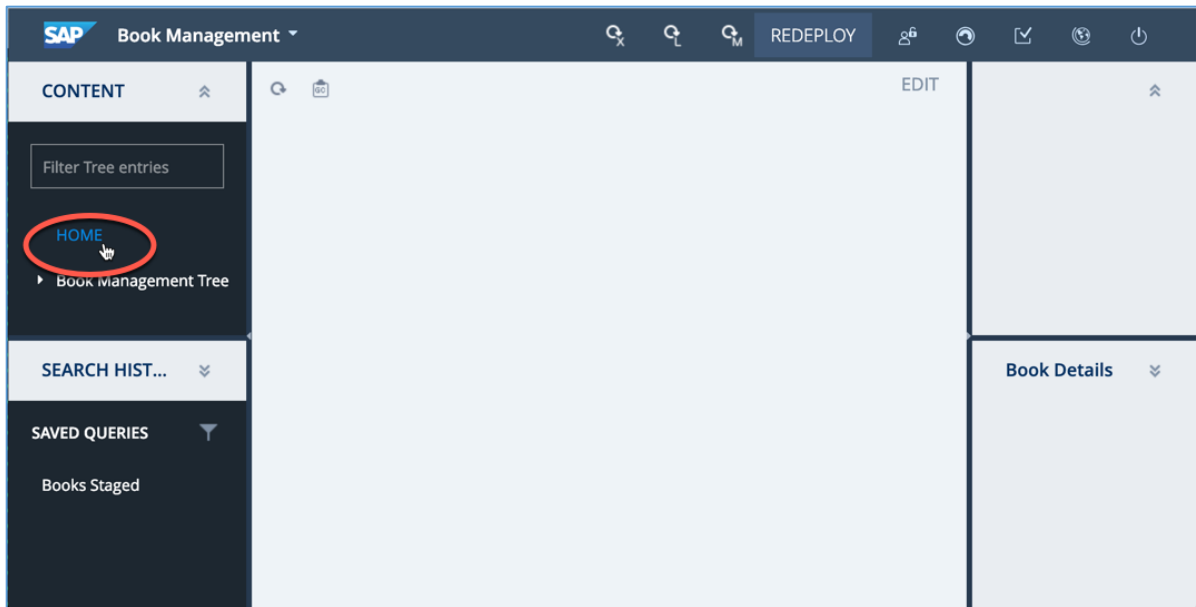 SAP Book Management
X L M REDEPLOY
CONTENT
GO EDIT
Filter Tree entries
HOME
Book Management Tree
SEARCH HIST...
Book Details
SAVED QUERIES
Books Staged